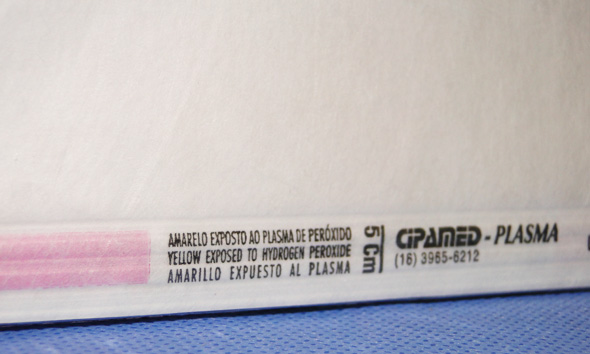 AMARELO EXPOSTO AO PLASMA DE PERÓXIDO
YELLOW EXPOSED TO HYDROGEN PEROXIDE
AMARILLO EXPUESTO AL PLASMA
5 Cm
CIPAMED - PLASMA
(16) 3965-6212